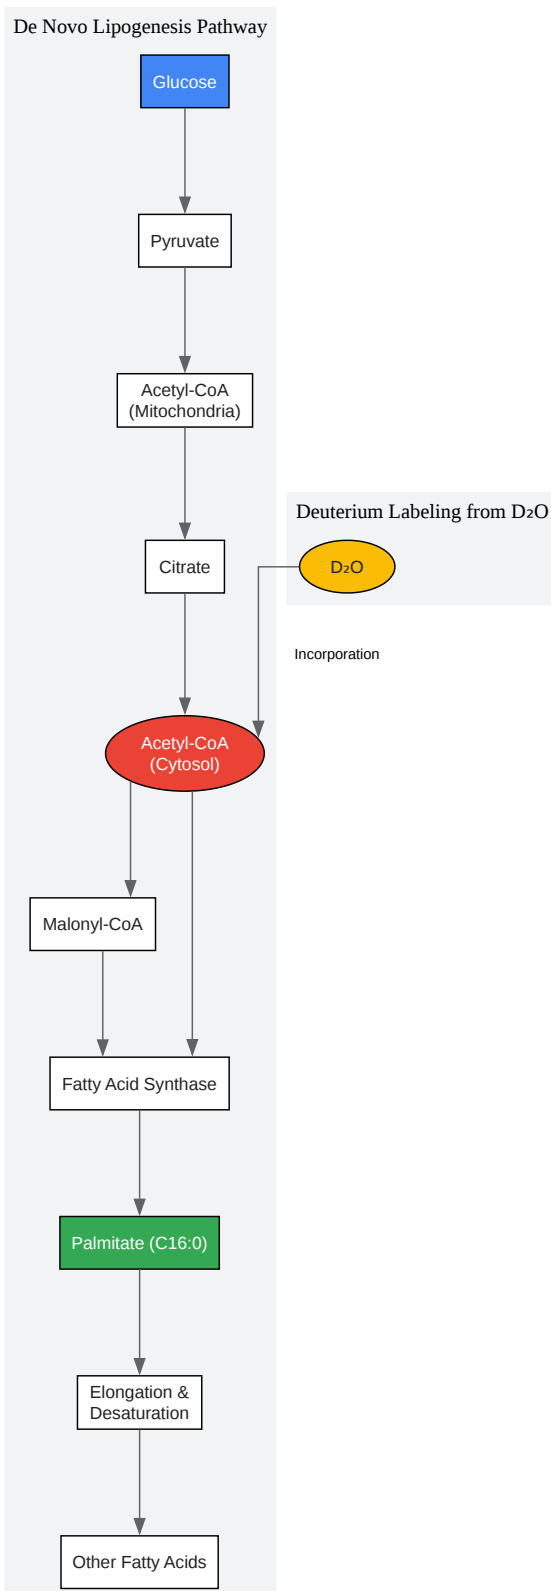 De Novo Lipogenesis Pathway
Glucose
Pyruvate
Acetyl-CoA
(Mitochondria)
Deuterium Labeling from D₂O
Citrate
D₂O
Incorporation
Acetyl-CoA
(Cytosol)
Malonyl-CoA
Fatty Acid Synthase
Palmitate (C16:0)
Elongation &
Desaturation
Other Fatty Acids